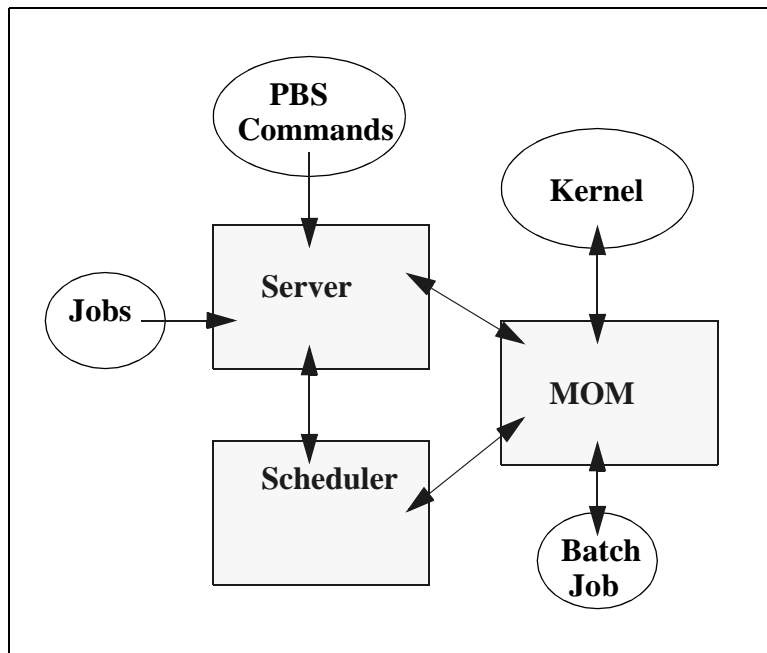 PBS
Commands
Kernel
Server
Jobs
MOM
Scheduler
Batch
Job